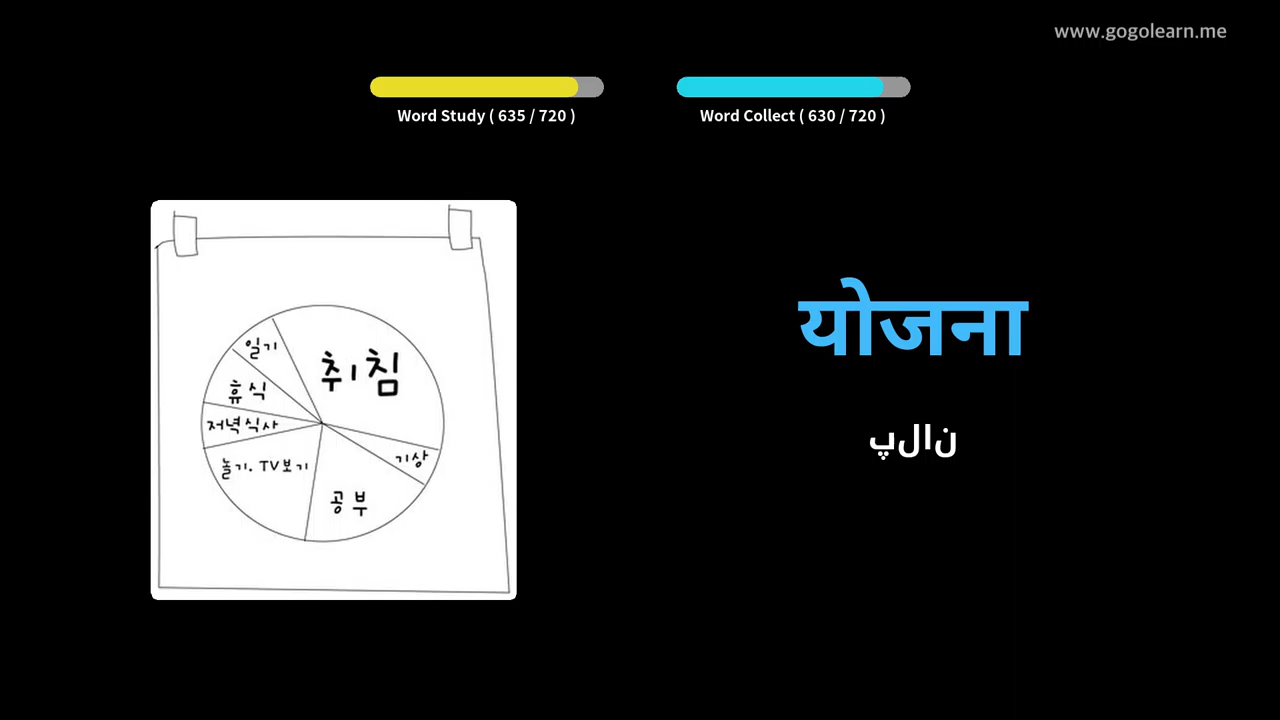 www.gogolearn.me
Word Study ( 635 / 720 )
Word Collect ( 630 / 720 )
일기
취침
휴식
저녁식사
놀기. TV보기
기상
공부
योजना
پلان